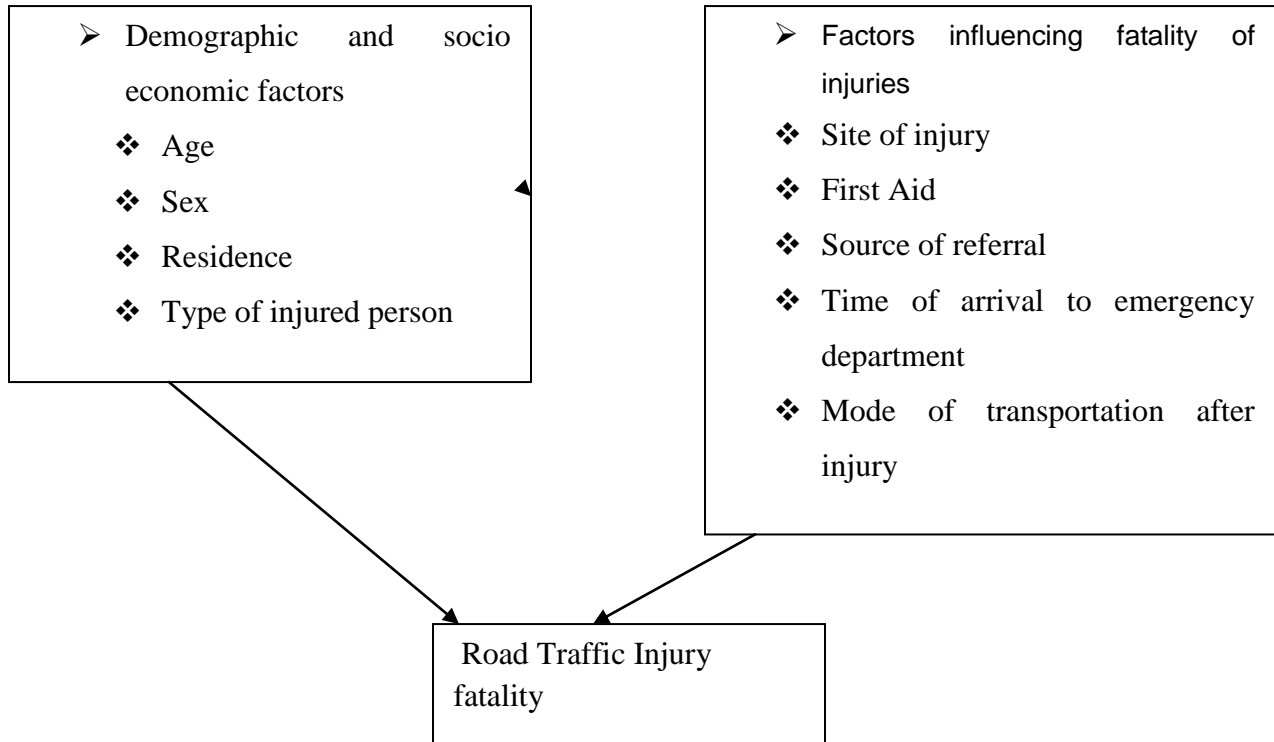 ➢ Demographic and socio
economic factors
❖ Age
❖ Sex
❖ Residence
❖ Type of injured person
➢ Factors influencing fatality of
injuries
❖ Site of injury
❖ First Aid
❖ Source of referral
❖ Time of arrival to emergency
department
❖ Mode of transportation after
injury
Road Traffic Injury
fatality